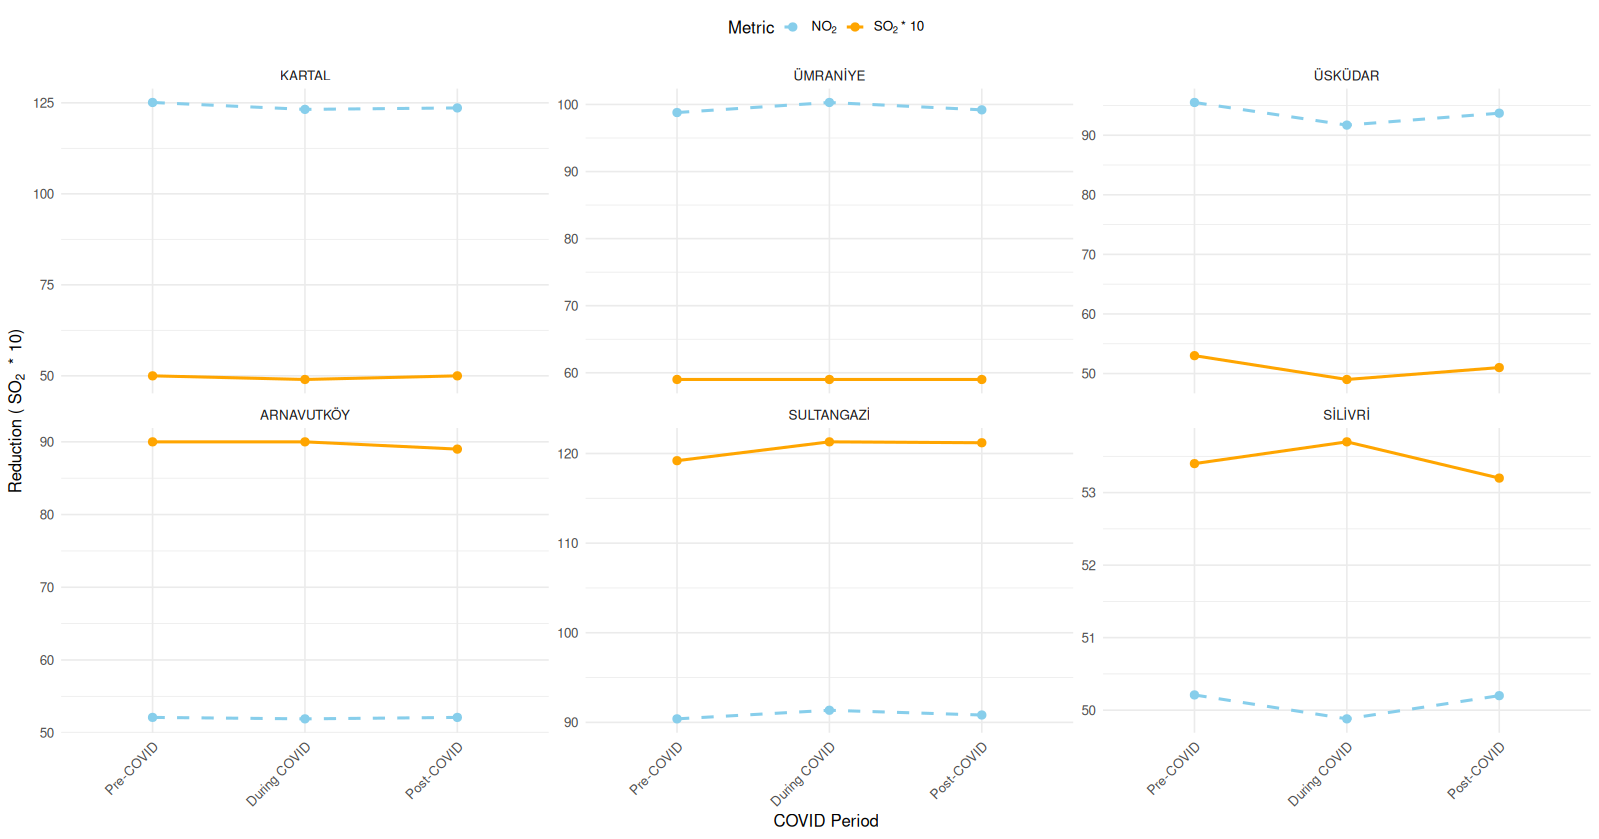 Metric NO₂ SO₂ * 10
KARTAL
ÜMRANİYE
ÜSKÜDAR
125
100
75
50
100
90
80
70
60
90
80
70
60
50
Reduction ( SO₂ * 10)
ARNAVUTKÖY
SULTANGAZİ
SİLİVRİ
90
80
70
60
50
120
110
100
90
53
52
51
50
Pre-COVID
During COVID
Post-COVID
Pre-COVID
During COVID
Post-COVID
Pre-COVID
During COVID
Post-COVID
COVID Period